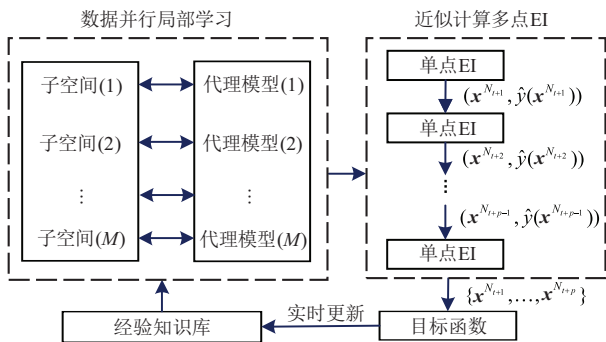 数据并行局部学习
近似计算多点EI
子空间(1)
代理模型(1)
子空间(2)
代理模型(2)
⋮
⋮
子空间(M)
代理模型(M)
单点EI
(x^{N_{t+1}}, ŷ(x^{N_{t+1}}))
单点EI
(x^{N_{t+2}}, ŷ(x^{N_{t+2}}))
⋮
(x^{N_{t+p-1}}, ŷ(x^{N_{t+p-1}}))
单点EI
{x^{N_{t+1}},…,x^{N_{t+p}}}
经验知识库
实时更新
目标函数